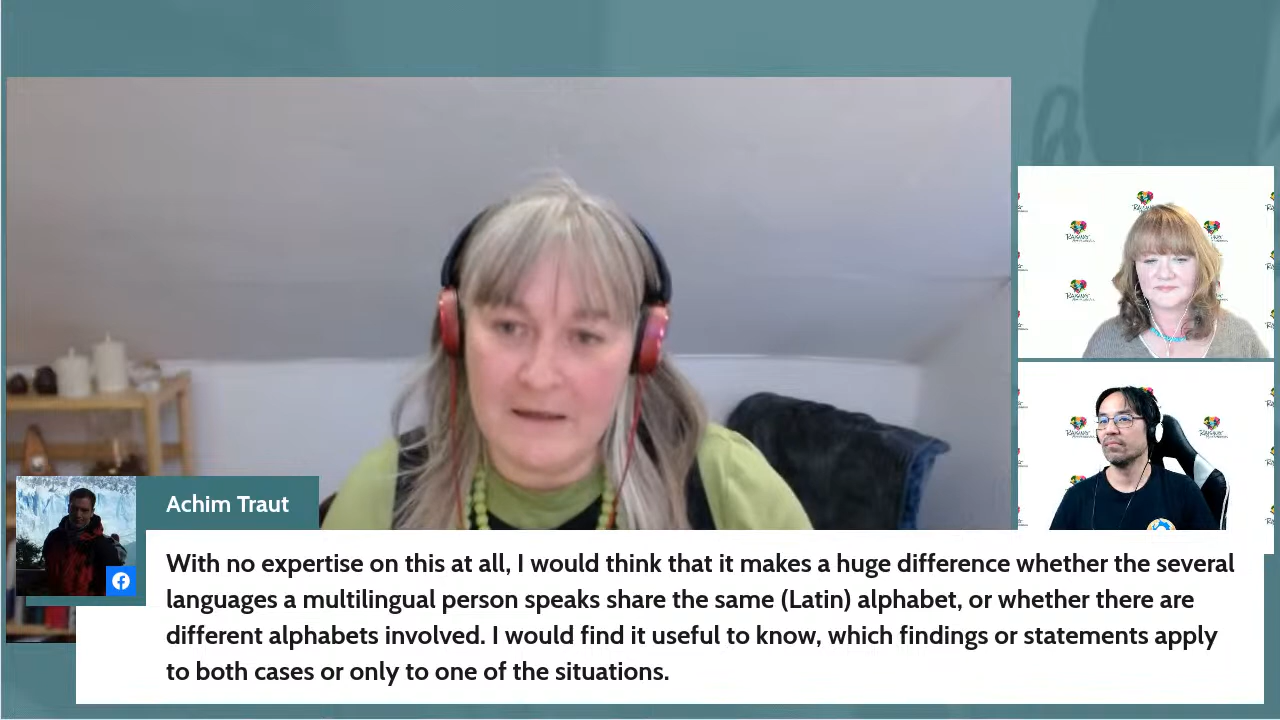 Achim Traut
With no expertise on this at all, I would think that it makes a huge difference whether the several
languages a multilingual person speaks share the same (Latin) alphabet, or whether there are
different alphabets involved. I would find it useful to know, which findings or statements apply
to both cases or only to one of the situations.